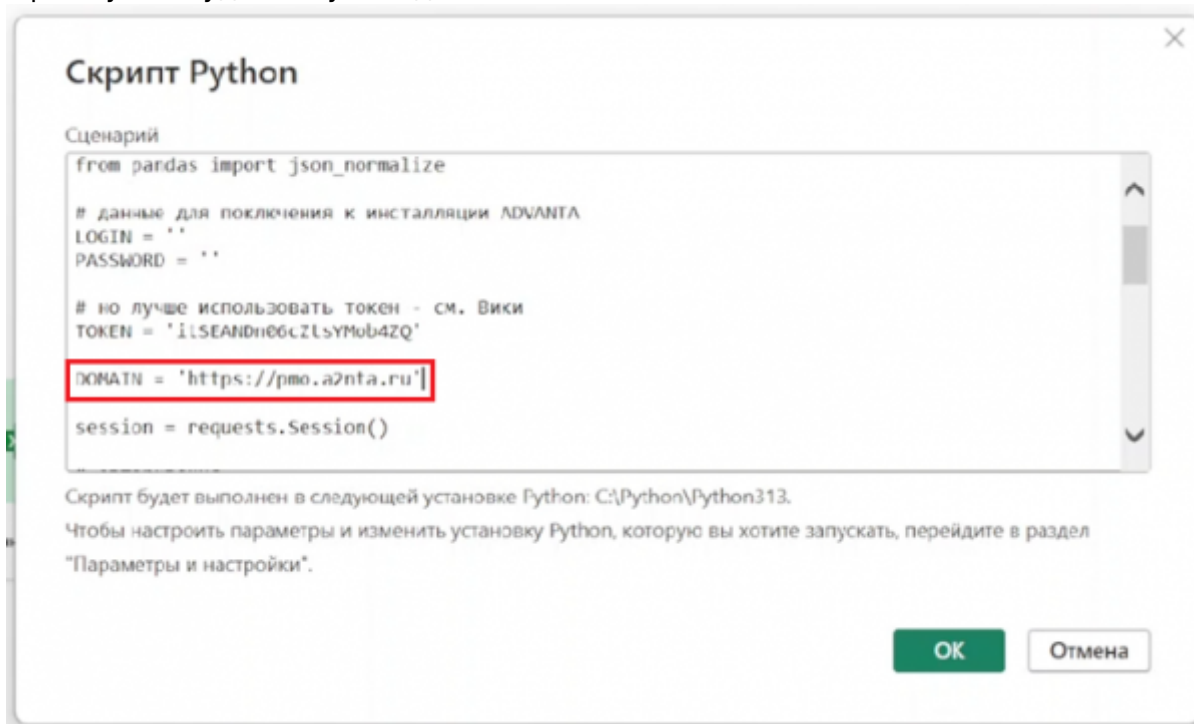 Скрипт Python
Сценарий
from pandas import json_normalize
# данные для поключения к инсталляции ADVANTA
LOGIN = ''
PASSWORD = ''
# но лучше использовать токен - см. Вики
TOKEN =
DOMAIN = 'https://pmo.a2nta.ru'
session = requests.Session()
Скрипт будет выполнен в следующей установке Python: C:\Python\Python313.
Чтобы настроить параметры и изменить установку Python, которую вы хотите запускать, перейдите в раздел
"Параметры и настройки".
OK Отмена